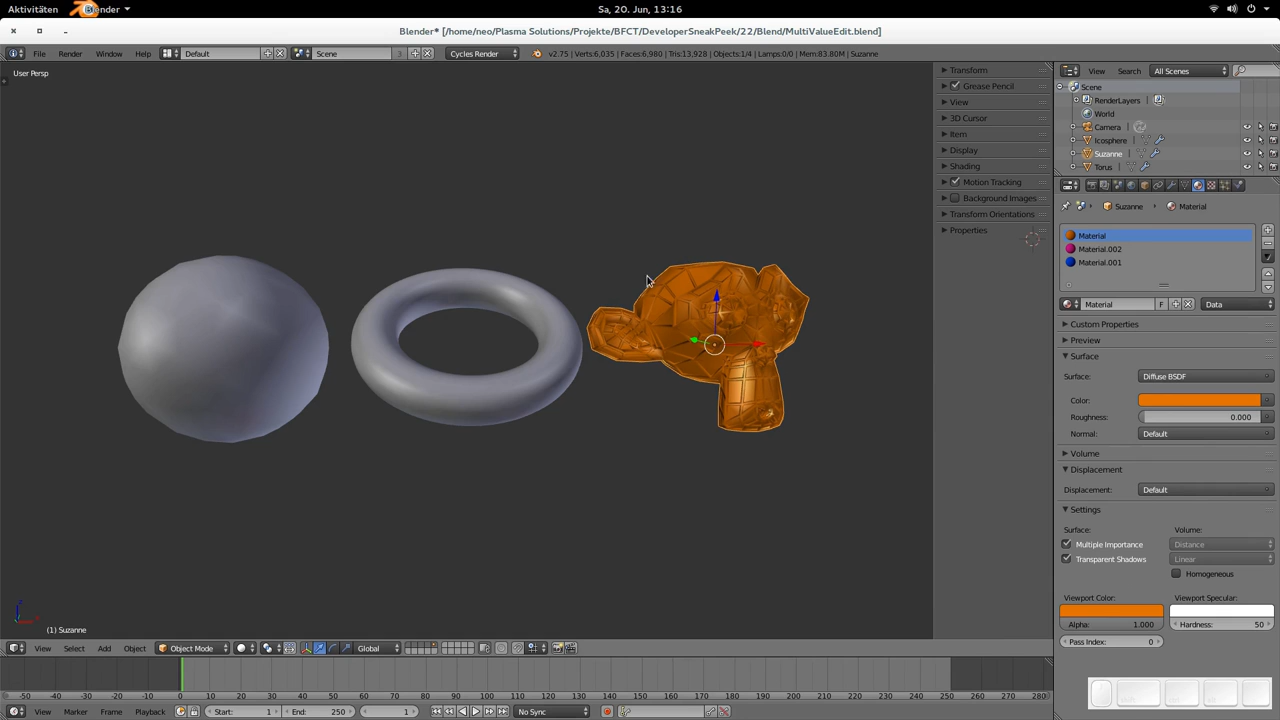 Aktivitäten Blender Sa, 20. Jun, 13:16
Blender* [/home/neo/Plasma Solutions/Projekte/BFCT/DeveloperSneakPeek/22/Blend/MultiValueEdit.blend]
File Render Window Help Default Scene 3 Cycles Render v2.75 | Verts:6,035 | Faces:6,980 | Tris:13,928 | Objects:1/4 | Lamps:0/0 | Mem:83.80M | Suzanne
User Persp
Transform
Grease Pencil
View
3D Cursor
Item
Display
Shading
Motion Tracking
Background Images
Transform Orientations
Properties
View Search All Scenes
Scene
RenderLayers
World
Camera
Icosphere
Suzanne
Torus
Suzanne Material
Material
Material.002
Material.001
Material F Data
Custom Properties
Preview
Surface
Surface: Diffuse BSDF
Color:
Roughness: 0.000
Normal: Default
Volume
Displacement
Displacement: Default
Settings
Surface: Volume:
Multiple Importance Distance
Transparent Shadows Linear
Homogeneous
Viewport Color: Viewport Specular:
Alpha: 1.000 Hardness: 50
Pass Index: 0
(1) Suzanne
View Select Add Object Object Mode Global
-50 -40 -30 -20 -10 0 10 20 30 40 50 60 70 80 90 100 110 120 130 140 150 160 170 180 190 200 210 220 230 240 250 260 270 280
View Marker Frame Playback Start: 1 End: 250 1 No Sync